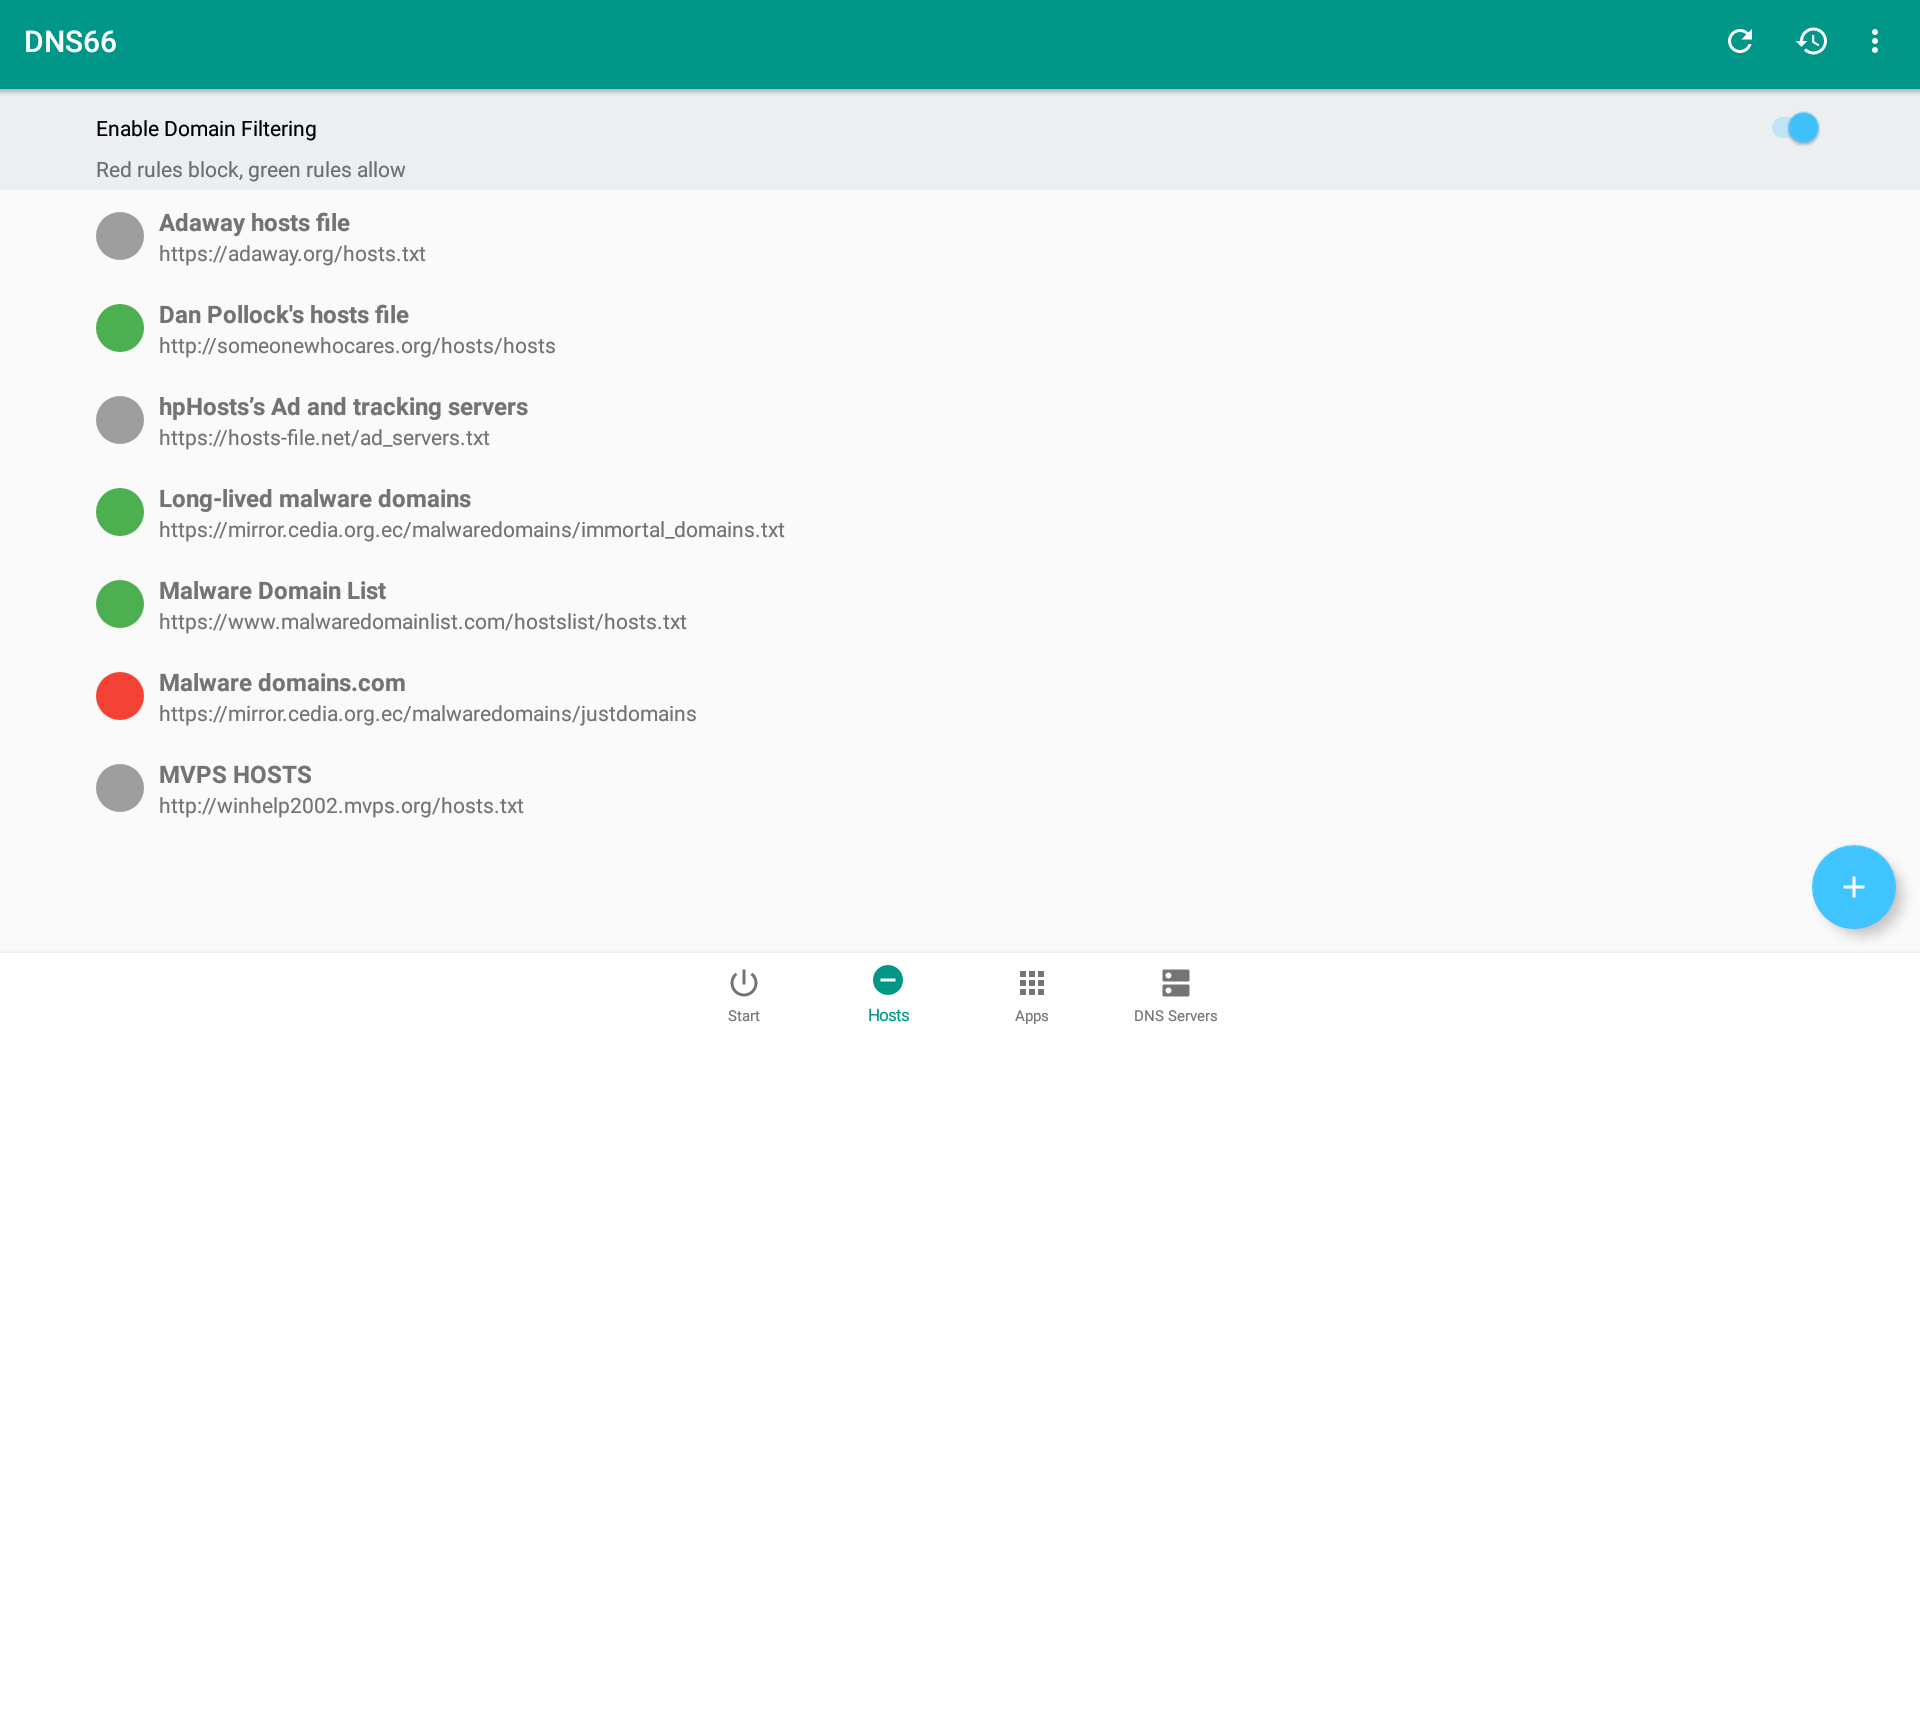 DNS66
Enable Domain Filtering
Red rules block, green rules allow
Adaway hosts file
https://adaway.org/hosts.txt
Dan Pollock's hosts file
http://someonewhocares.org/hosts/hosts
hpHosts’s Ad and tracking servers
https://hosts-file.net/ad_servers.txt
Long-lived malware domains
https://mirror.cedia.org.ec/malwaredomains/immortal_domains.txt
Malware Domain List
https://www.malwaredomainlist.com/hostslist/hosts.txt
Malware domains.com
https://mirror.cedia.org.ec/malwaredomains/justdomains
MVPS HOSTS
http://winhelp2002.mvps.org/hosts.txt
Start
Hosts
Apps
DNS Servers